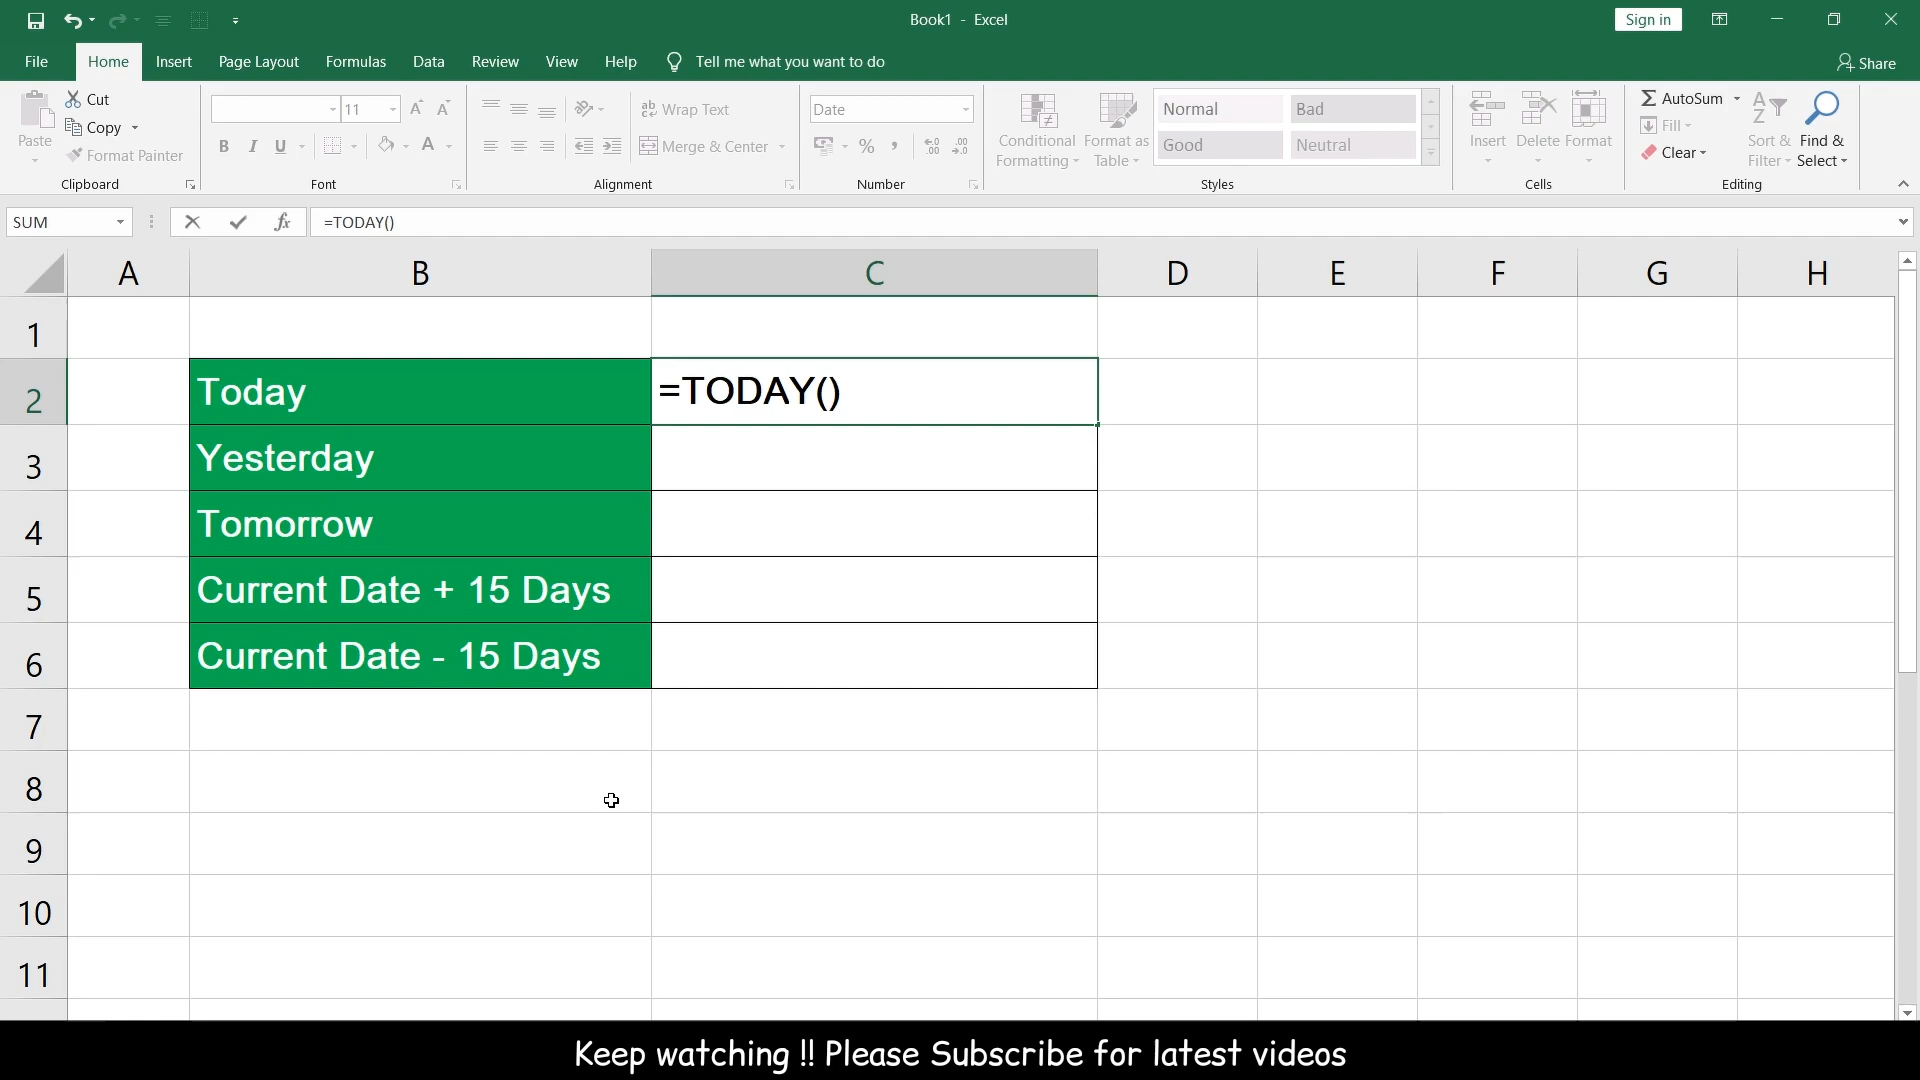 Book1 - Excel
Sign in
File Home Insert Page Layout Formulas Data Review View Help Tell me what you want to do Share
Paste
Cut
Copy
Format Painter
Clipboard
11
B I U A
Font
ab Wrap Text
Merge & Center
Alignment
Date
% ,
Number
Conditional Formatting
Format as Table
Normal Bad
Good Neutral
Styles
Insert Delete Format
Cells
AutoSum
Fill
Clear
Sort & Filter
Find & Select
Editing
SUM fx =TODAY()
A B C D E F G H
1
2 Today =TODAY()
3 Yesterday
4 Tomorrow
5 Current Date + 15 Days
6 Current Date - 15 Days
7
8
9
10
11
Keep watching !! Please Subscribe for latest videos